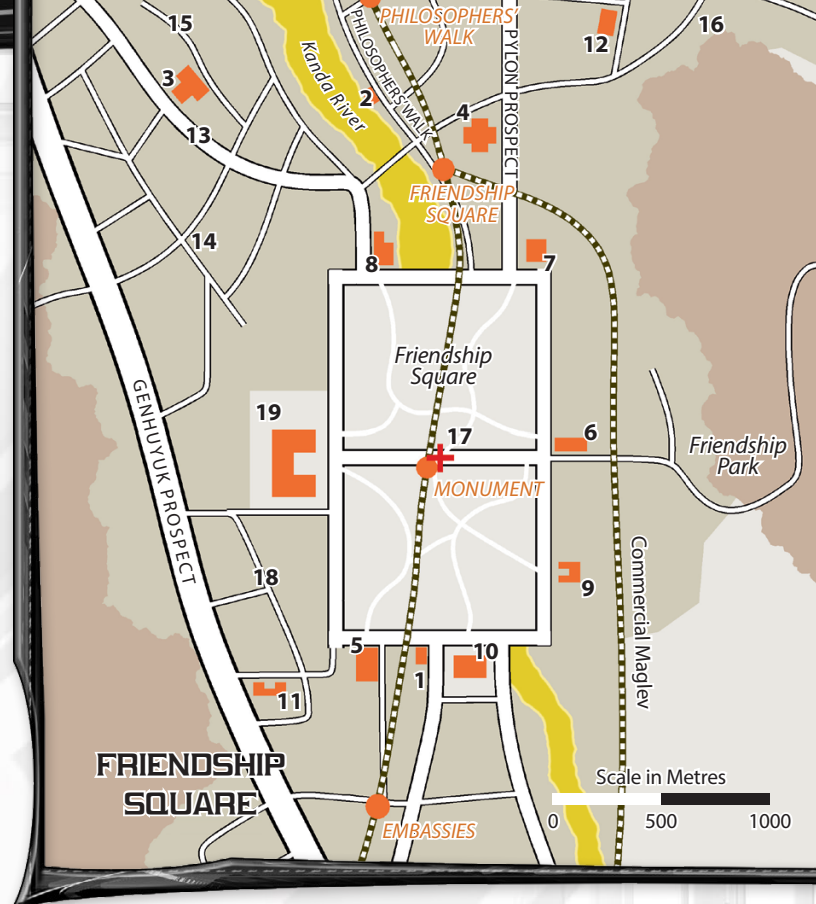 15
16
PHILOSOPHERS'
WALK
12
Kanda River
PHILOSOPHERS' WALK
PYLON PROSPECT
3
2
4
13
FRIENDSHIP
SQUARE
14
8
7
Friendship
Square
GENHUYUK PROSPECT
19
17
6
Friendship
Park
MONUMENT
Commercial Maglev
18
9
5
10
1
11
FRIENDSHIP
SQUARE
Scale in Metres
0 500 1000
EMBASSIES